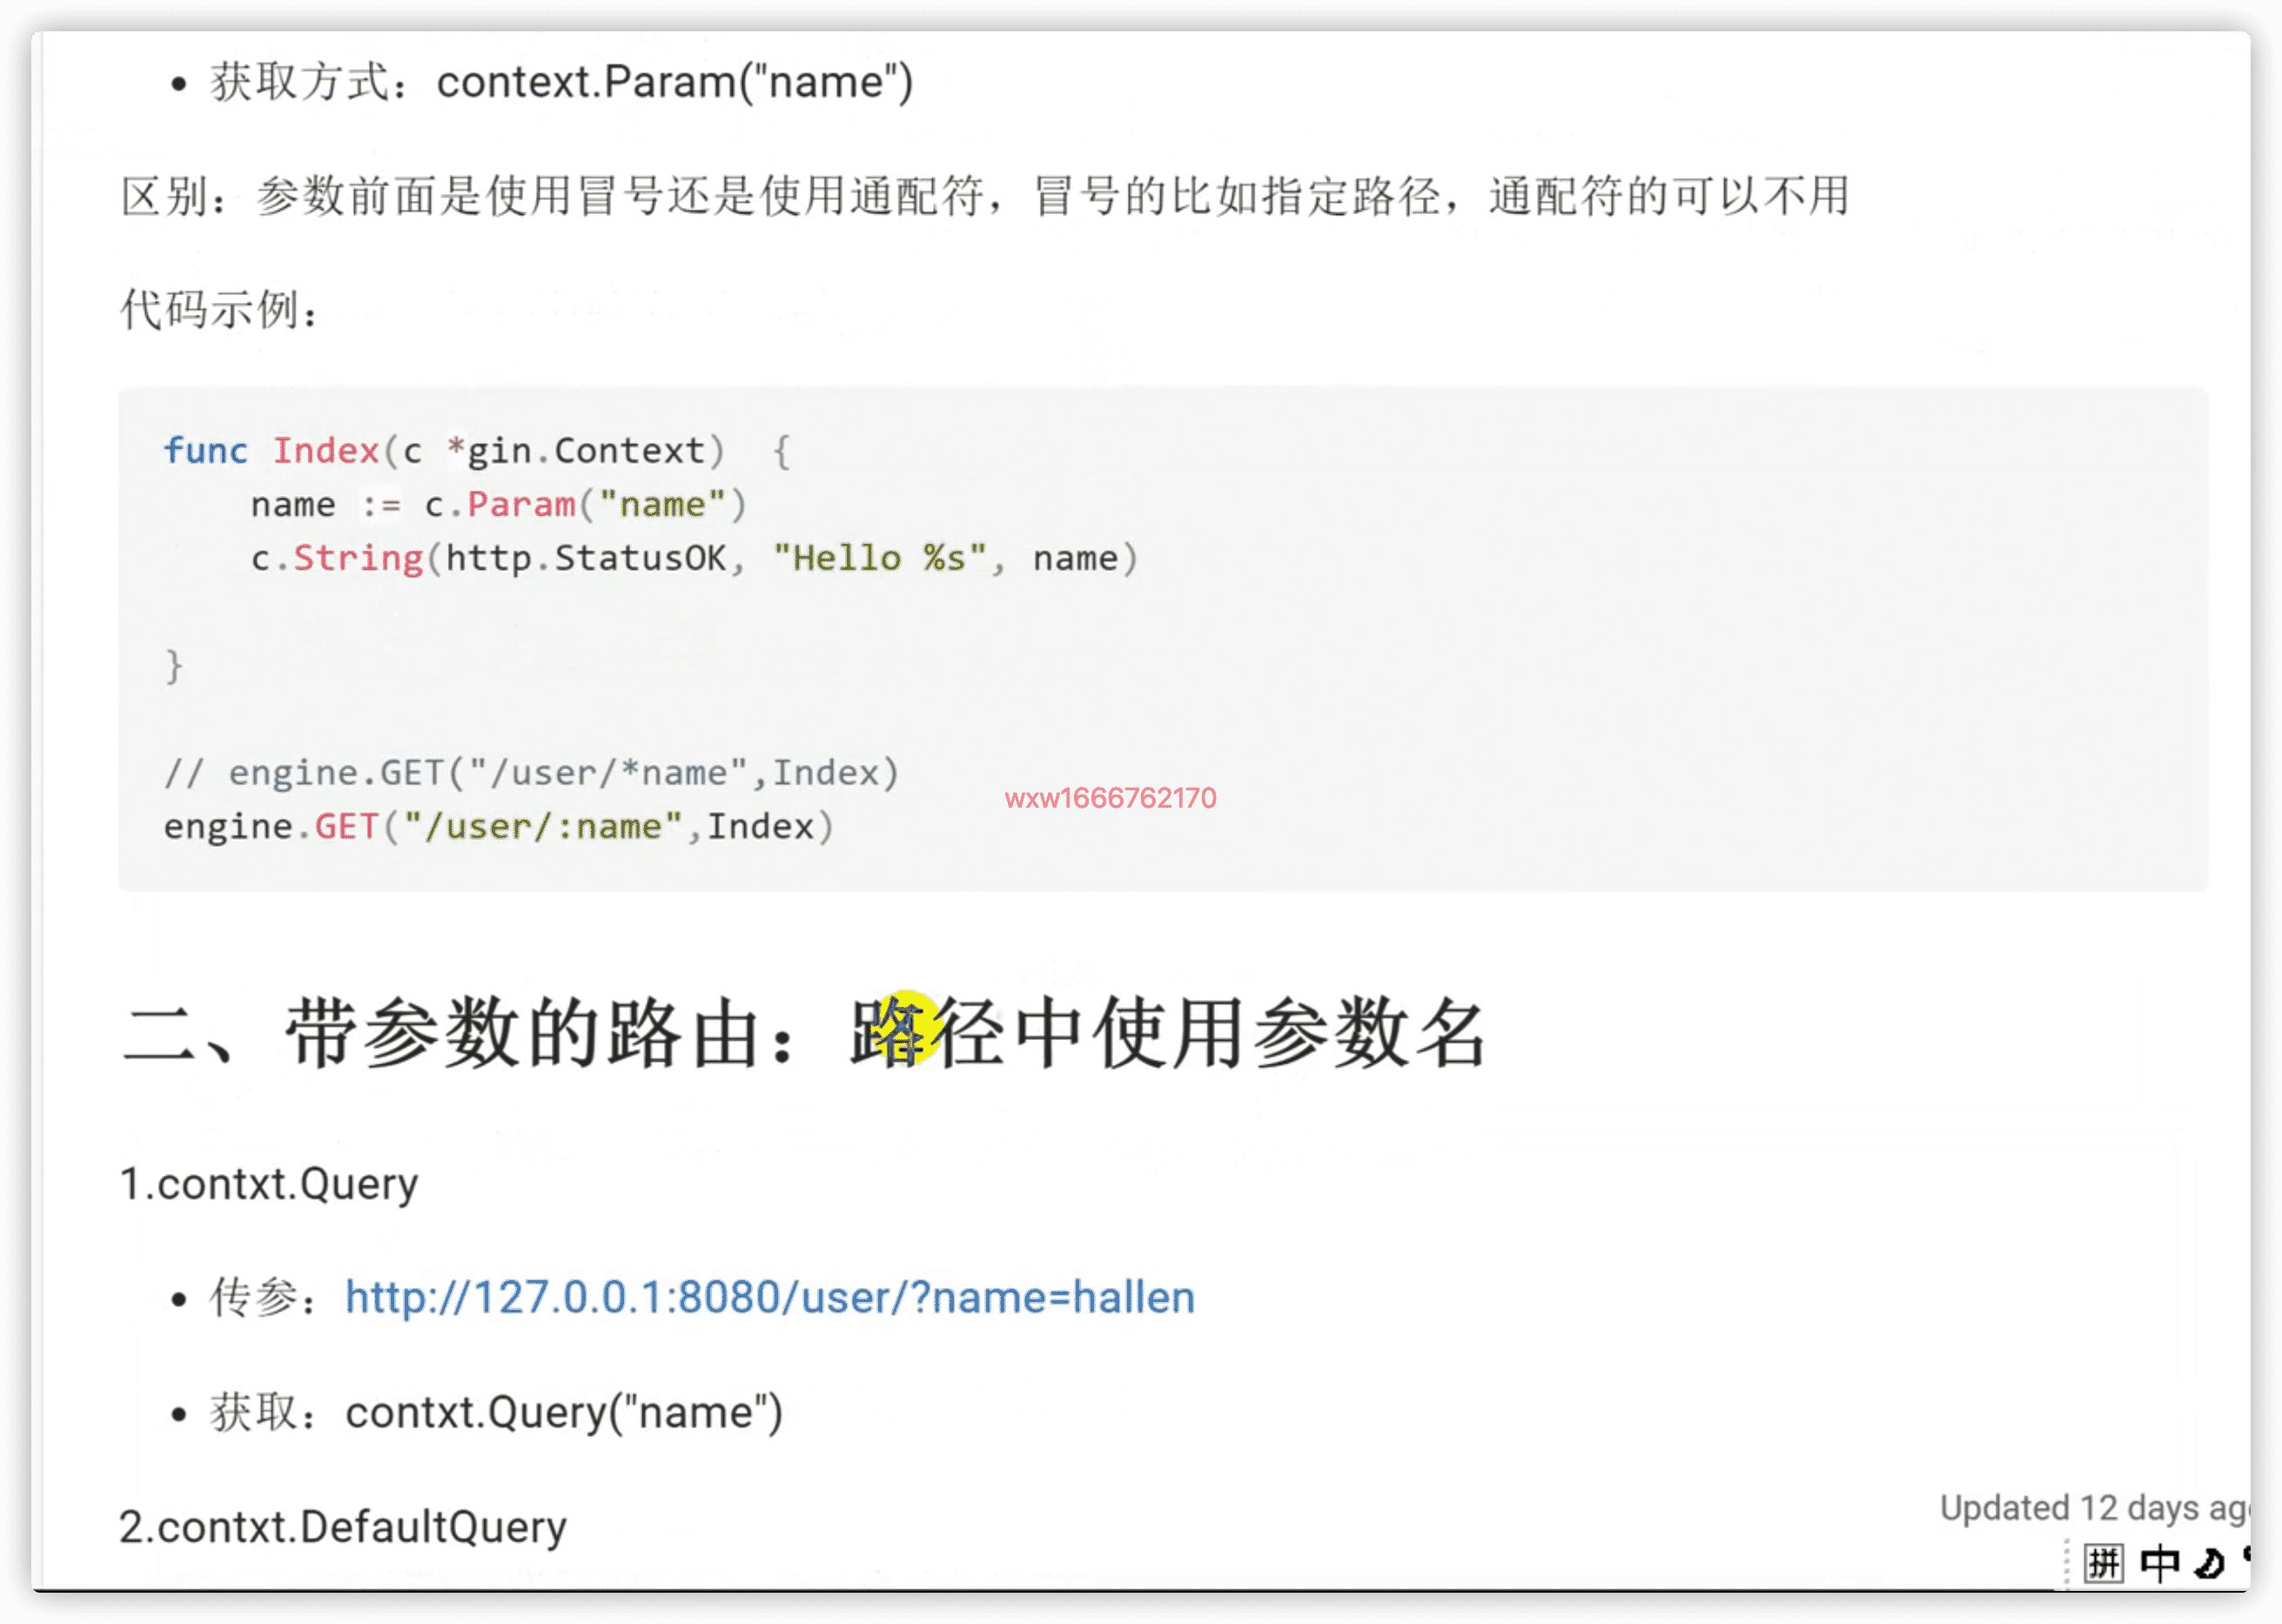 • 获取方式：context.Param("name")
区别：参数前面是使用冒号还是使用通配符，冒号的比如指定路径，通配符的可以不用
代码示例：
func Index(c *gin.Context)  {
    name := c.Param("name")
    c.String(http.StatusOK, "Hello %s", name)
}
// engine.GET("/user/*name",Index)
wxw1666762170
engine.GET("/user/:name",Index)
二、带参数的路由：路径中使用参数名
1.contxt.Query
• 传参：http://127.0.0.1:8080/user/?name=hallen
• 获取：contxt.Query("name")
2.contxt.DefaultQuery
Updated 12 days ag
拼 中